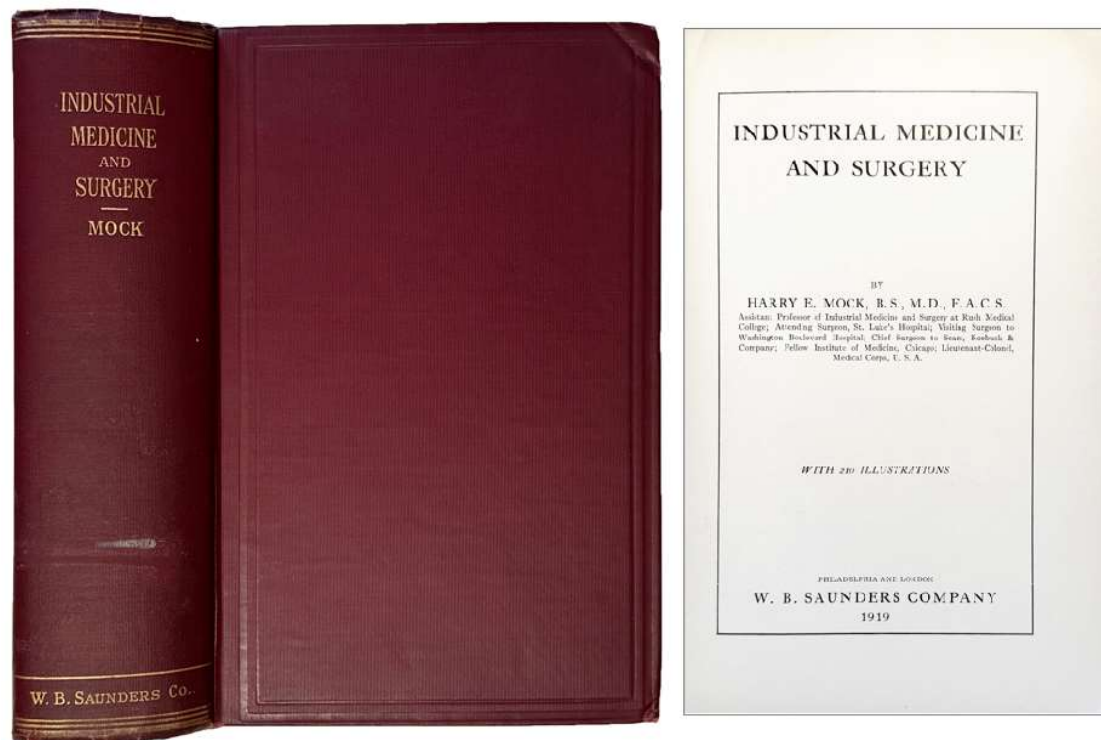 INDUSTRIAL
MEDICINE
AND
SURGERY
MOCK
W. B. SAUNDERS CO.
INDUSTRIAL MEDICINE
AND SURGERY
BY
HARRY E. MOCK, B.S., M.D., F.A.C.S.
Assistant Professor of Industrial Medicine and Surgery at Rush Medical
College; Attending Surgeon, St. Luke's Hospital; Visiting Surgeon to
Washington Boulevard Hospital; Chief Surgeon to Sears, Roebuck &
Company; Fellow Institute of Medicine, Chicago; Lieutenant-Colonel,
Medical Corps, U. S. A.
WITH 210 ILLUSTRATIONS
PHILADELPHIA AND LONDON
W. B. SAUNDERS COMPANY
1919